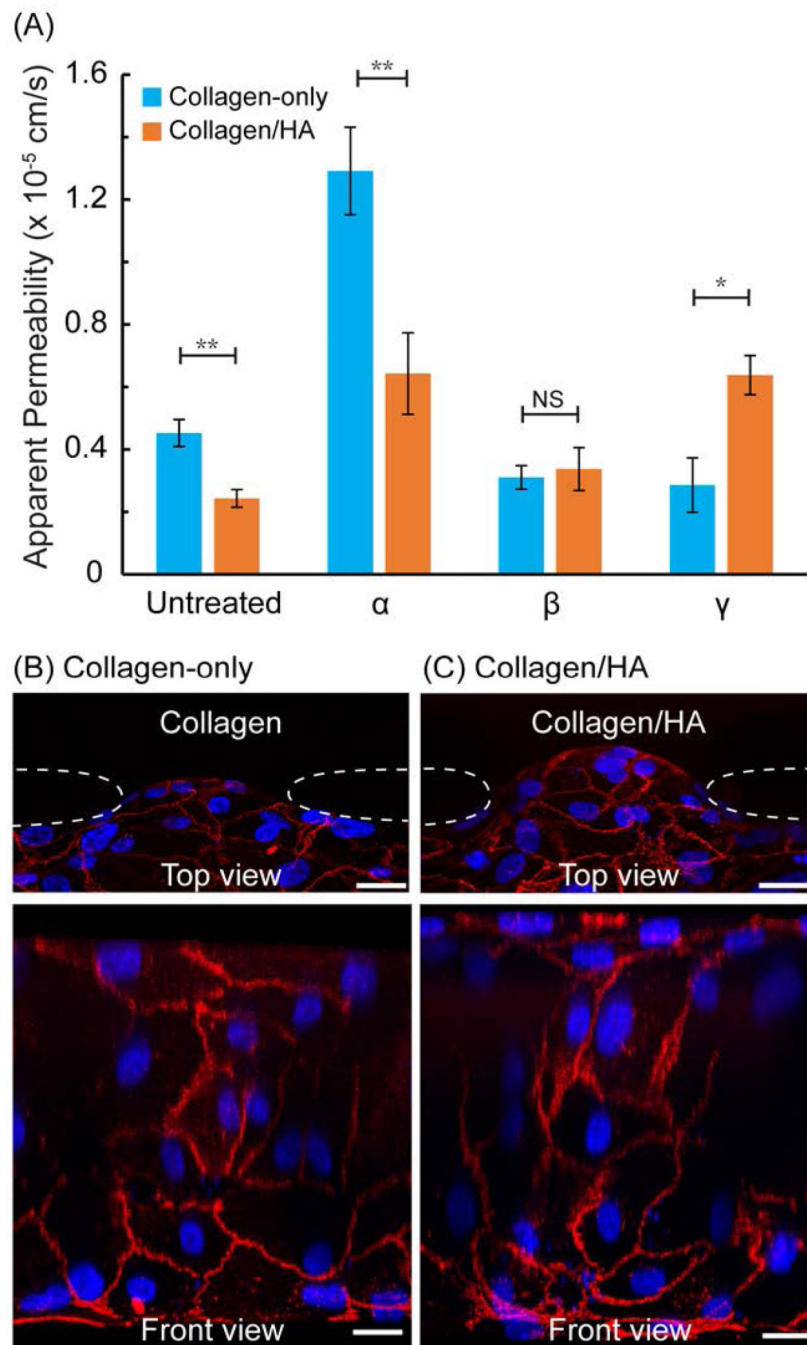 (A)
Apparent Permeability (x 10⁻⁵ cm/s)
1.6
1.2
0.8
0.4
0
Collagen-only
Collagen/HA
**
**
NS
*
Untreated
α
β
γ
(B) Collagen-only
(C) Collagen/HA
Collagen
Collagen/HA
Top view
Top view
Front view
Front view